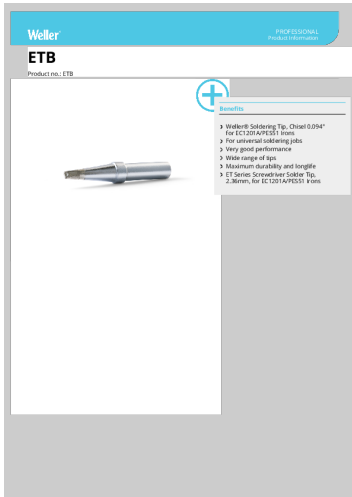 Weller®
PROFESSIONAL
Product Information
ETB
Product no.: ETB
Benefits
Weller® Soldering Tip, Chisel 0,094"
for EC1201A/PES51 Irons
For universal soldering jobs
Very good performance
Wide range of tips
Maximum durability and longlife
ET Series Screwdriver Solder Tip,
2.36mm, for EC1201A/PES51 Irons